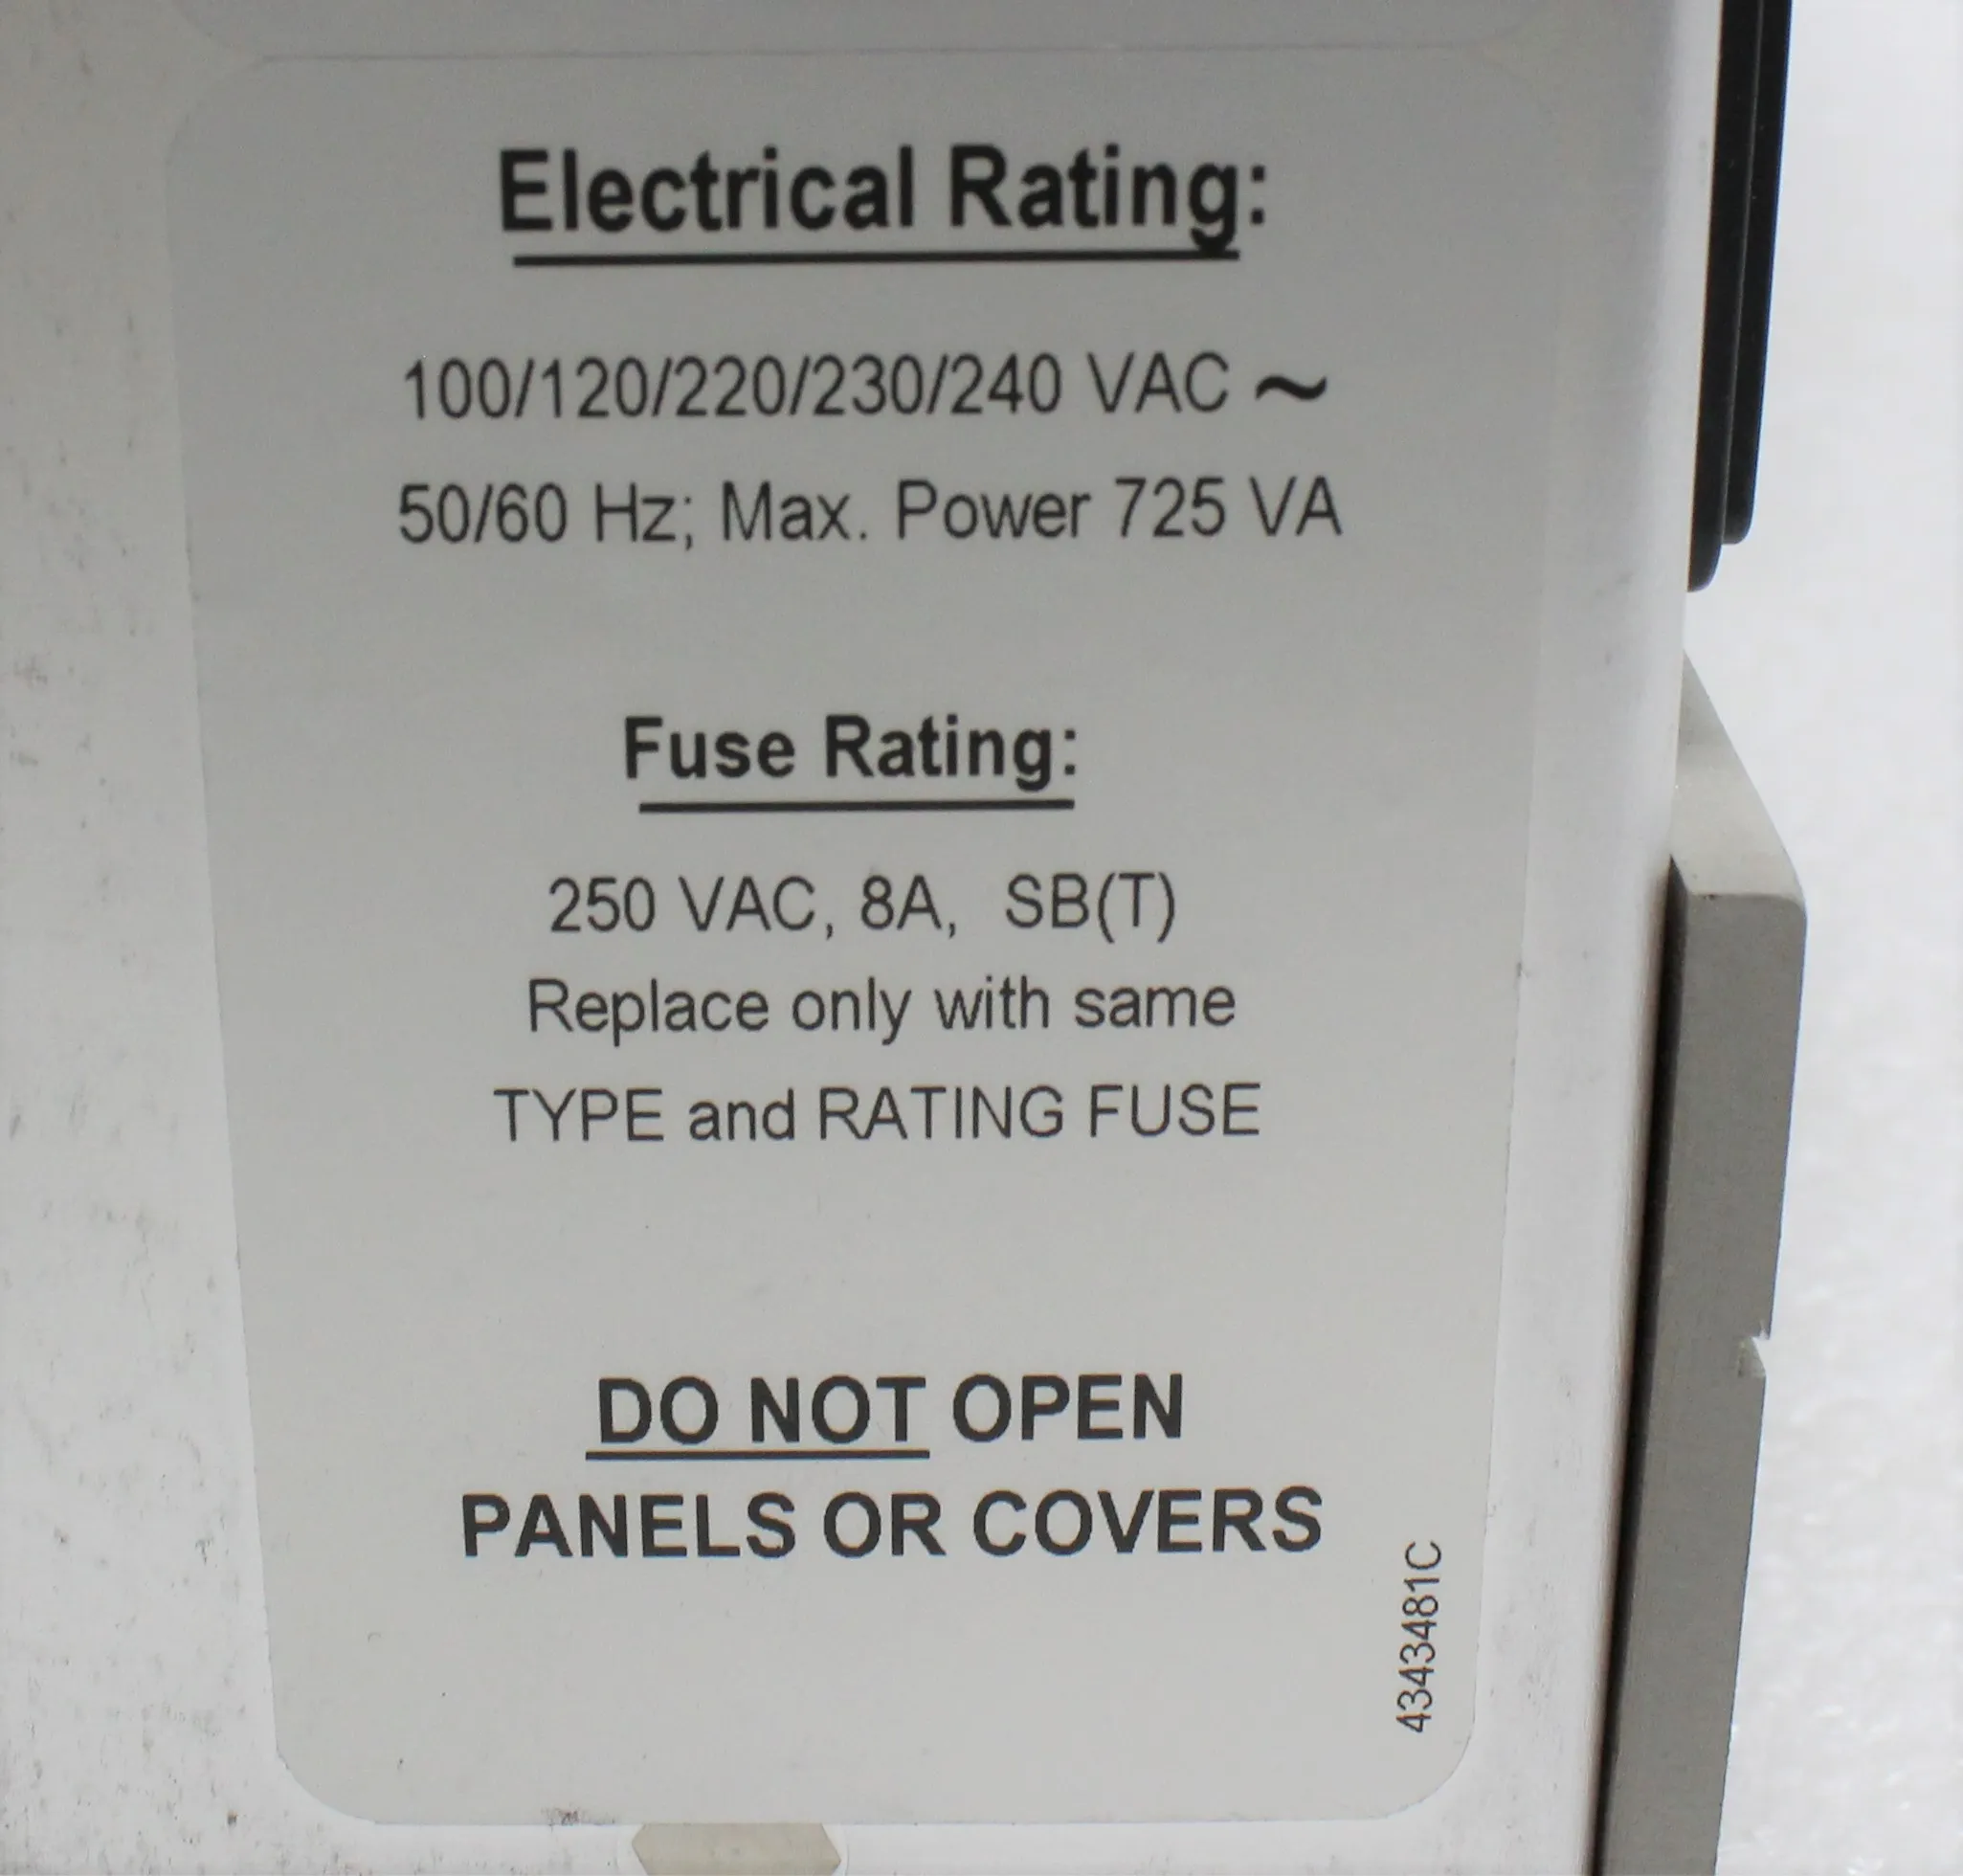 Electrical Rating:
100/120/220/230/240 VAC ~
50/60 Hz; Max. Power 725 VA
Fuse Rating:
250 VAC, 8A, SB(T)
Replace only with same
TYPE and RATING FUSE
DO NOT OPEN
PANELS OR COVERS
434381C